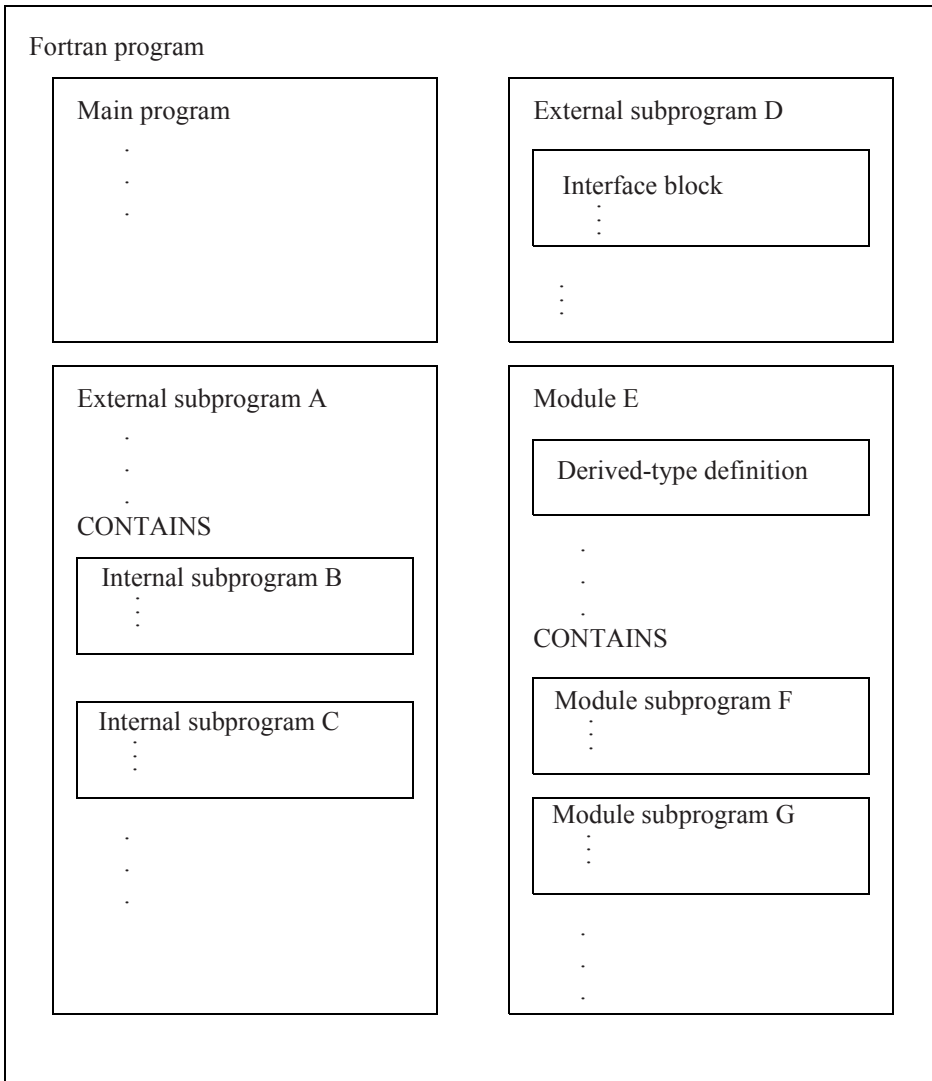 Fortran program
Main program
.
.
.
External subprogram D
Interface block
.
.
.
.
.
.
External subprogram A
.
.
.
CONTAINS
Internal subprogram B
.
.
.
Internal subprogram C
.
.
.
.
.
.
Module E
Derived-type definition
.
.
.
CONTAINS
Module subprogram F
.
.
.
Module subprogram G
.
.
.
.
.
.